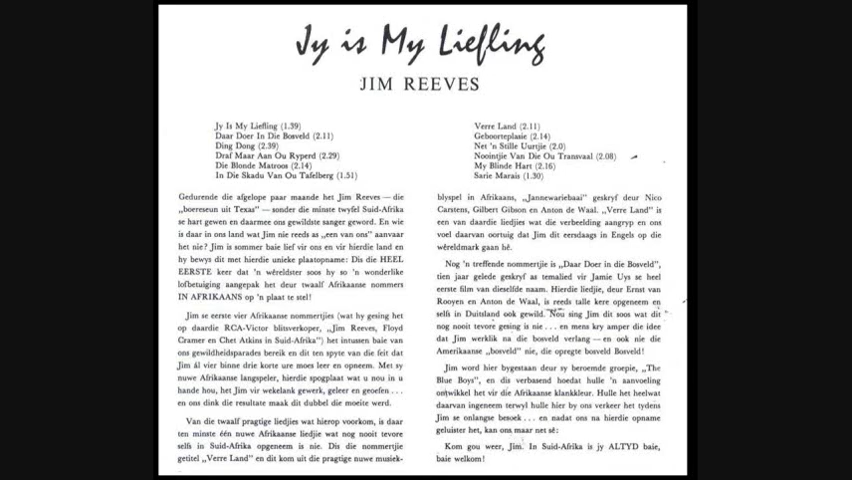 Jy is My Liefling
JIM REEVES
Jy Is My Liefling (1.39)
Daar Doer In Die Bosveld (2.11)
Ding Dong (2.39)
Draf Maar Aan Ou Ryperd (2.29)
Die Blonde Matroos (2.14)
In Die Skadu Van Ou Tafelberg (1.51)
Verre Land (2.11)
Geboorteplasie (2.14)
Net 'n Stille Uurtjie (2.0)
Noointjie Van Die Ou Transvaal (2.08)
My Blinde Hart (2.16)
Sarie Marais (1.30)
Gedurende die afgelope paar maande het Jim Reeves — die
„boereseun uit Texas” — sonder die minste twyfel Suid-Afrika
se hart gewen en daarmee ons gewildste sanger geword. En wie
is daar in ons land wat Jim nie reeds as „een van ons” aanvaar
het nie? Jim is sommer baie lief vir ons en vir hierdie land en
hy bewys dit met hierdie unieke plaatopname: Dis die HEEL
EERSTE keer dat 'n wêreldster soos hy so 'n wonderlike
lofbetuiging aangepak het deur twaalf Afrikaanse nommers
IN AFRIKAANS op 'n plaat te stel!
Jim se eerste vier Afrikaanse nommertjies (wat hy gesing het
op daardie RCA-Victor blitsverkoper, „Jim Reeves, Floyd
Cramer en Chet Atkins in Suid-Afrika”) het intussen baie van
ons gewildheidsparades bereik en dit ten spyte van die feit dat
Jim ál vier binne drie korte ure moes leer en opneem. Met sy
nuwe Afrikaanse langspeler, hierdie spogplaat wat u nou in u
hande hou, het Jim vir wekelank gewerk, geleer en geoefen . . .
en ons dink die resultate maak dit dubbel die moeite werd.
Van die twaalf pragtige liedjies wat hierop voorkom, is daar
ten minste één nuwe Afrikaanse liedjie wat nog nooit tevore
selfs in Suid-Afrika opgeneem is nie. Dis die nommertjie
getitel „Verre Land” en dit kom uit die pragtige nuwe musiek-
blyspel in Afrikaans, „Jannewariebaai” geskryf deur Nico
Carstens, Gilbert Gibson en Anton de Waal. „Verre Land” is
een van daardie liedjies wat die verbeelding aangryp en ons
voel daarvan oortuig dat Jim dit eersdaags in Engels op die
wêreldmark gaan hê.
Nog 'n treffende nommertjie is „Daar Doer in die Bosveld”,
tien jaar gelede geskryf as temalied vir Jamie Uys se heel
eerste film van dieselfde naam. Hierdie liedjie, deur Ernst van
Rooyen en Anton de Waal, is reeds talle kere opgeneem en
selfs in Duitsland ook gewild. Nou sing Jim dit soos wat dit
nog nooit tevore gesing is nie . . . en mens kry amper die idee
dat Jim werklik na die bosveld verlang — en ook nie die
Amerikaanse „bosveld” nie, die opregte bosveld Bosveld!
Jim word hier bygestaan deur sy beroemde groepie, „The
Blue Boys”, en dis verbasend hoedat hulle 'n aanvoeling
ontwikkel het vir die Afrikaanse klankkleur. Hulle het heelwat
daarvan ingeneem terwyl hulle hier by ons verkeer het tydens
Jim se onlangse besoek . . . en nadat ons na hierdie opname
geluister het, kan ons maar net sê:
Kom gou weer, Jim. In Suid-Afrika is jy ALTYD baie,
baie welkom!